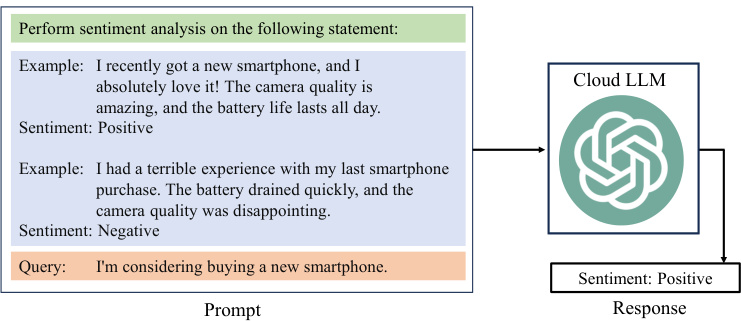 Perform sentiment analysis on the following statement:
Example: I recently got a new smartphone, and I
absolutely love it! The camera quality is
amazing, and the battery life lasts all day.
Sentiment: Positive
Example: I had a terrible experience with my last smartphone
purchase. The battery drained quickly, and the
camera quality was disappointing.
Sentiment: Negative
Query: I'm considering buying a new smartphone.
Prompt
Cloud LLM
Sentiment: Positive
Response